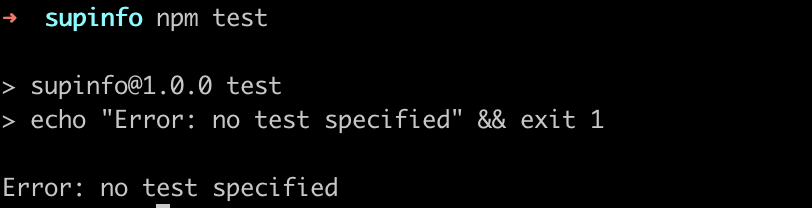 ➜ supinfo npm test
> supinfo@1.0.0 test
> echo "Error: no test specified" && exit 1
Error: no test specified